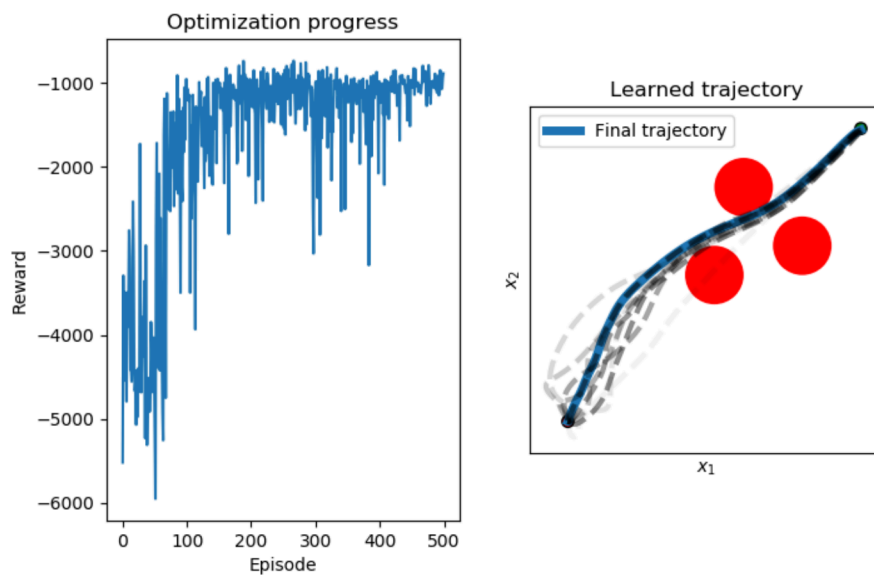 Optimization progress
−1000
−2000
−3000
−4000
−5000
−6000
Reward
0 100 200 300 400 500
Episode
Learned trajectory
Final trajectory
x₂
x₁